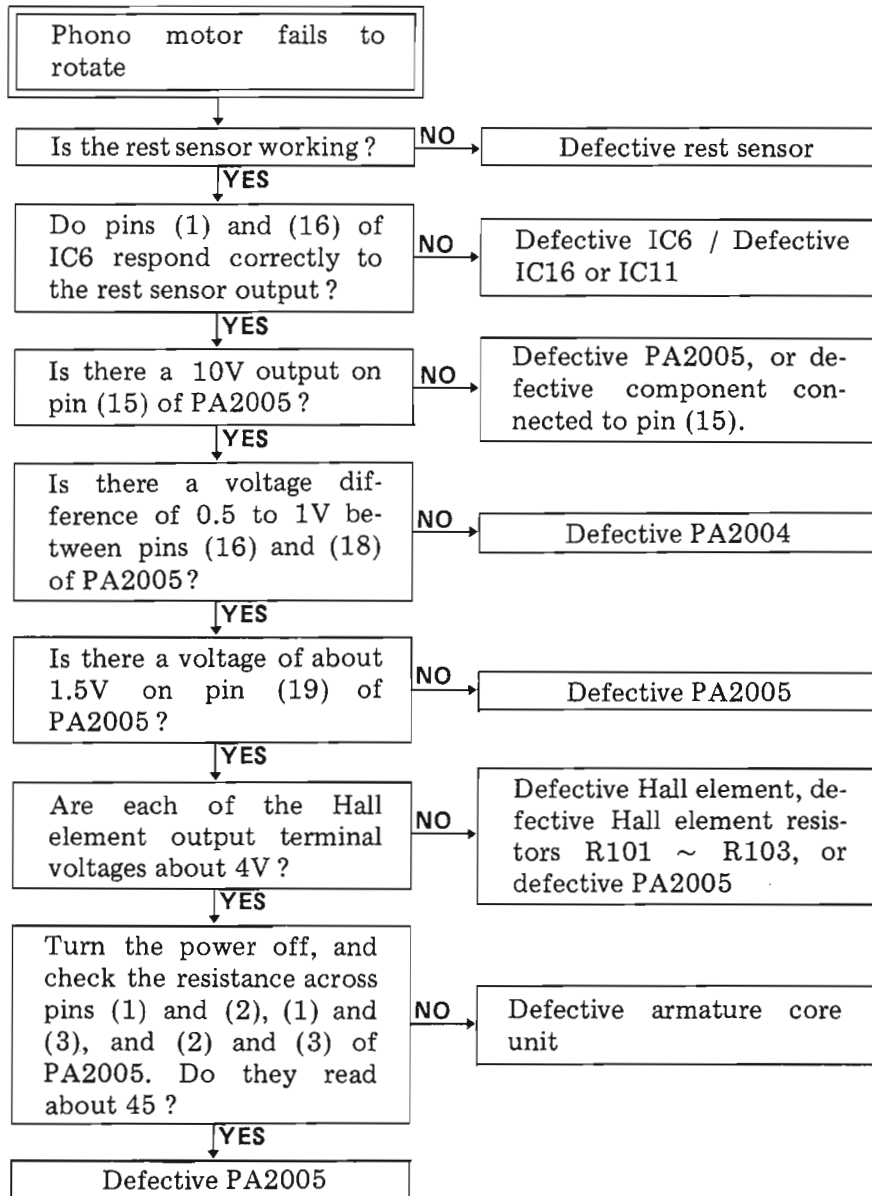 Phono motor fails to
rotate
Is the rest sensor working ?
NO
Defective rest sensor
YES
Do pins (1) and (16) of
IC6 respond correctly to
the rest sensor output ?
NO
Defective IC6 / Defective
IC16 or IC11
YES
Is there a 10V output on
pin (15) of PA2005 ?
NO
Defective PA2005, or de-
fective component con-
nected to pin (15).
YES
Is there a voltage dif-
ference of 0.5 to 1V be-
tween pins (16) and (18)
of PA2005?
NO
Defective PA2004
YES
Is there a voltage of about
1.5V on pin (19) of
PA2005 ?
NO
Defective PA2005
YES
Are each of the Hall
element output terminal
voltages about 4V ?
NO
Defective Hall element, de-
fective Hall element resis-
tors R101 ~ R103, or
defective PA2005
YES
Turn the power off, and
check the resistance across
pins (1) and (2), (1) and
(3), and (2) and (3) of
PA2005. Do they read
about 45 ?
NO
Defective armature core
unit
YES
Defective PA2005